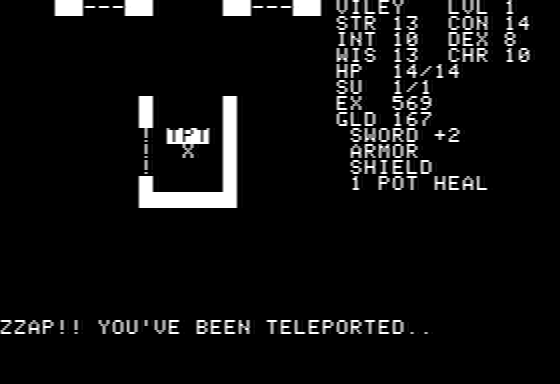 VILEY LVL 1
STR 13 CON 14
INT 10 DEX 8
WIS 13 CHR 10
HP 14/14
SU 1/1
EX 569
GLD 167
SWORD +2
ARMOR
SHIELD
1 POT HEAL
TPT
X
ZZAP!! YOU'VE BEEN TELEPORTED..